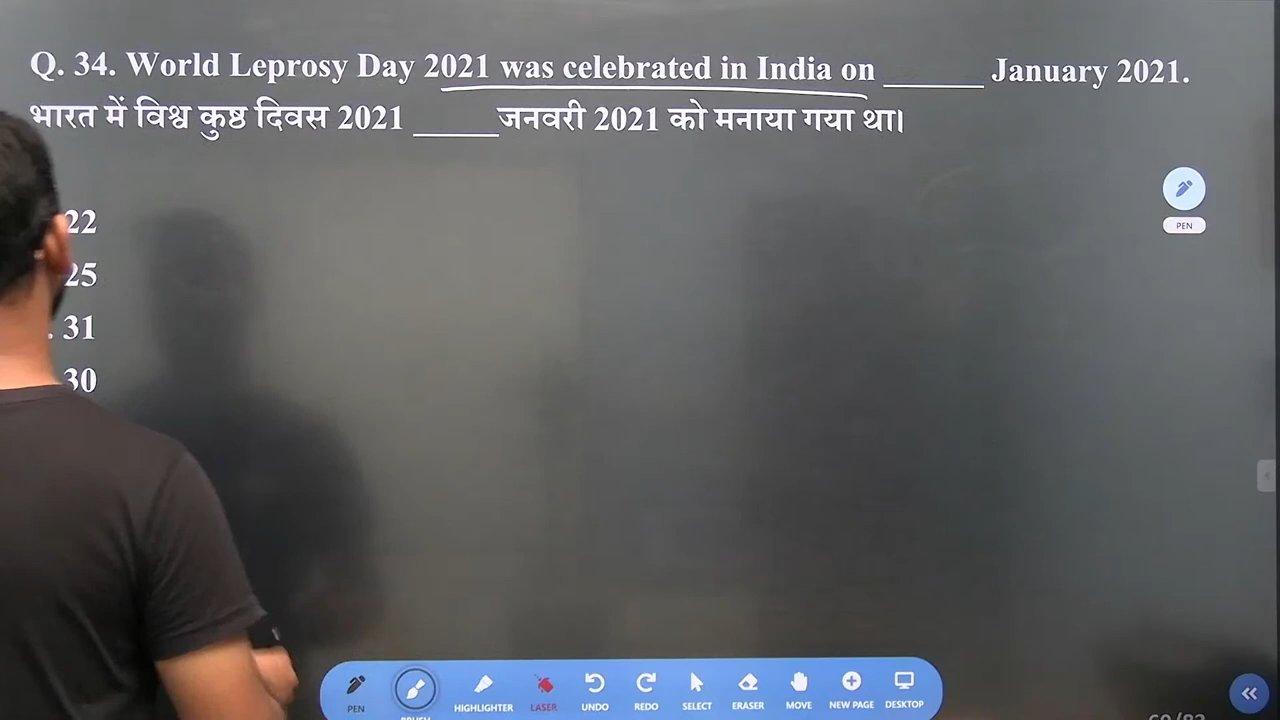 Q. 34. World Leprosy Day 2021 was celebrated in India on ______ January 2021.
भारत में विश्व कुष्ठ दिवस 2021 _____जनवरी 2021 को मनाया गया था।
22
25
. 31
30
PEN
PEN
HIGHLIGHTER
LASER
UNDO
REDO
SELECT
ERASER
MOVE
NEW PAGE
DESKTOP